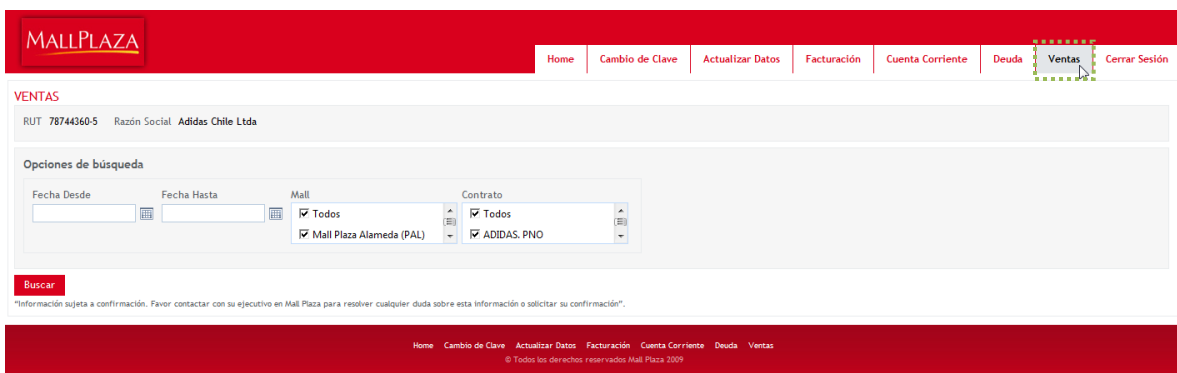 MALLPLAZA
Home Cambio de Clave Actualizar Datos Facturación Cuenta Corriente Deuda Ventas Cerrar Sesión
VENTAS
RUT 78744360-5 Razón Social Adidas Chile Ltda
Opciones de búsqueda
Fecha Desde Fecha Hasta Mall Contrato
Todos Todos
Mall Plaza Alameda (PAL) ADIDAS. PNO
Buscar
"Información sujeta a confirmación. Favor contactar con su ejecutivo en Mall Plaza para resolver cualquier duda sobre esta información o solicitar su confirmación".
Home Cambio de Clave Actualizar Datos Facturación Cuenta Corriente Deuda Ventas
© Todos los derechos reservados Mall Plaza 2009